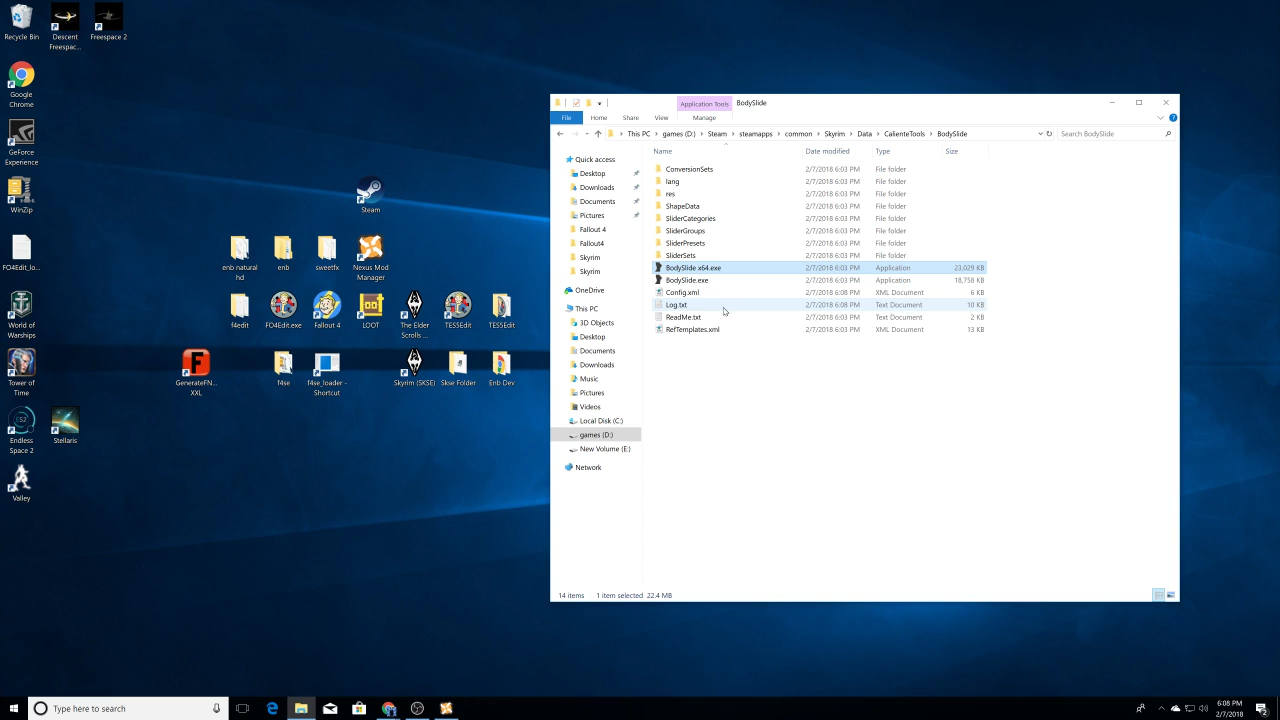 Recycle Bin
Descent
Freespac...
Freespace 2
Google
Chrome
GeForce
Experience
WinZip
FO4Edit_lo...
World of
Warships
Tower of
Time
Endless
Space 2
Stellaris
Valley
Steam
enb natural
hd
enb
sweetfx
Nexus Mod
Manager
f4edit
FO4Edit.exe
Fallout 4
LOOT
The Elder
Scrolls ...
TES5Edit
TES5Edit
GenerateFN...
XXL
f4se
f4se_loader -
Shortcut
Skyrim (SKSE)
Skse Folder
Enb Dev
Application Tools
BodySlide
File
Home
Share
View
Manage
This PC
games (D:)
Steam
steamapps
common
Skyrim
Data
CalienteTools
BodySlide
Search BodySlide
Quick access
Desktop
Downloads
Documents
Pictures
Fallout 4
Fallout4
Skyrim
Skyrim
OneDrive
This PC
3D Objects
Desktop
Documents
Downloads
Music
Pictures
Videos
Local Disk (C:)
games (D:)
New Volume (E:)
Network
Name Date modified Type Size
ConversionSets 2/7/2018 6:03 PM File folder
lang 2/7/2018 6:03 PM File folder
res 2/7/2018 6:03 PM File folder
ShapeData 2/7/2018 6:03 PM File folder
SliderCategories 2/7/2018 6:03 PM File folder
SliderGroups 2/7/2018 6:03 PM File folder
SliderPresets 2/7/2018 6:03 PM File folder
SliderSets 2/7/2018 6:03 PM File folder
BodySlide x64.exe 2/7/2018 6:03 PM Application 23,029 KB
BodySlide.exe 2/7/2018 6:03 PM Application 18,758 KB
Config.xml 2/7/2018 6:08 PM XML Document 6 KB
Log.txt 2/7/2018 6:08 PM Text Document 10 KB
ReadMe.txt 2/7/2018 6:03 PM Text Document 2 KB
RefTemplates.xml 2/7/2018 6:03 PM XML Document 13 KB
14 items 1 item selected 22.4 MB
Type here to search
6:08 PM
2/7/2018
2